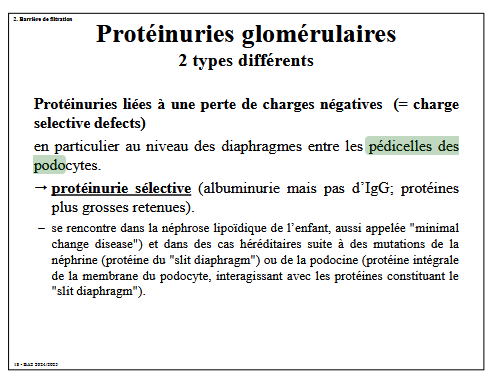 2. Barrière de filtration
Protéinuries glomérulaires
2 types différents
Protéinuries liées à une perte de charges négatives (= charge
selective defects)
en particulier au niveau des diaphragmes entre les pédicelles des
podocytes.
→ protéinurie sélective (albuminurie mais pas d’IgG; protéines
plus grosses retenues).
– se rencontre dans la néphrose lipoïdique de l’enfant, aussi appelée "minimal
change disease") et dans des cas héréditaires suite à des mutations de la
néphrine (protéine du "slit diaphragm") ou de la podocine (protéine intégrale
de la membrane du podocyte, interagissant avec les protéines constituant le
"slit diaphragm").
18 - BA2 2024/2025